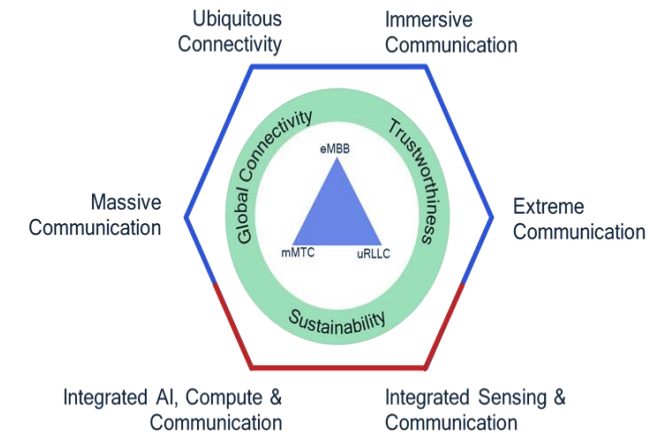 Ubiquitous
Connectivity
Immersive
Communication
Global Connectivity
Trustworthiness
eMBB
Massive
Communication
Extreme
Communication
mMTC
uRLLC
Sustainability
Integrated AI, Compute &
Communication
Integrated Sensing &
Communication